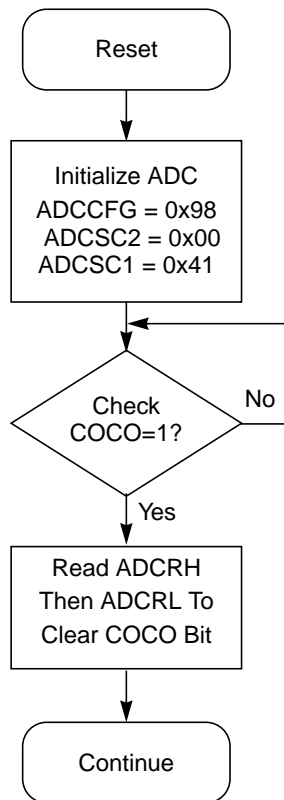 Reset
Initialize ADC
ADCCFG = 0x98
ADCSC2 = 0x00
ADCSC1 = 0x41
Check
COCO=1?
No
Yes
Read ADCRH
Then ADCRL To
Clear COCO Bit
Continue